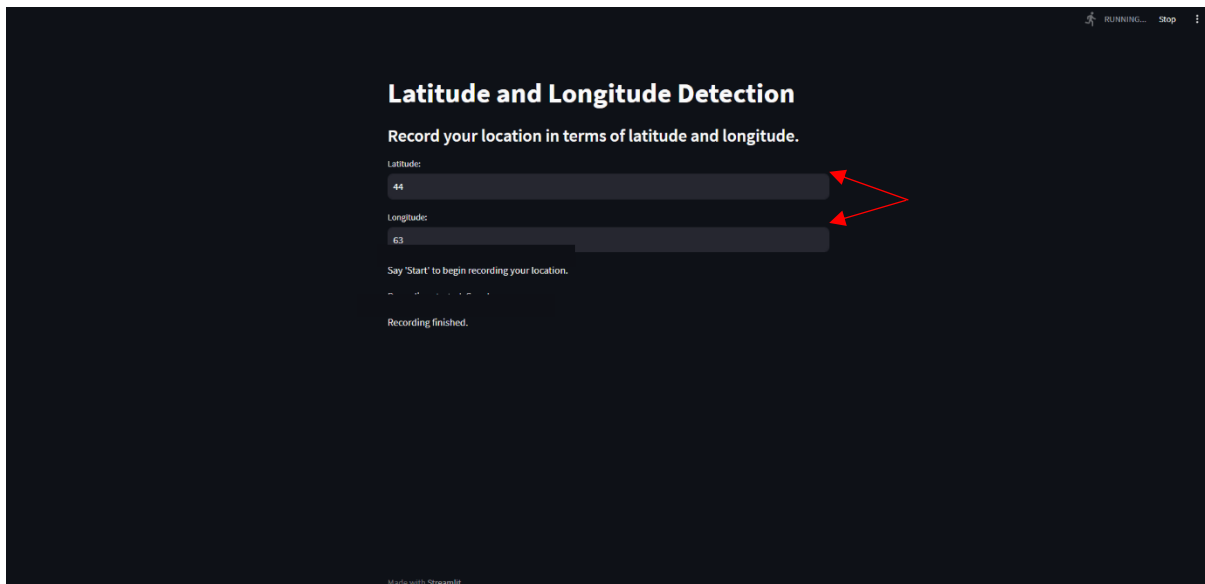 RUNNING... Stop
Latitude and Longitude Detection
Record your location in terms of latitude and longitude.
Latitude:
44
Longitude:
63
Say 'Start' to begin recording your location.
Recording finished.
Made with Streamlit